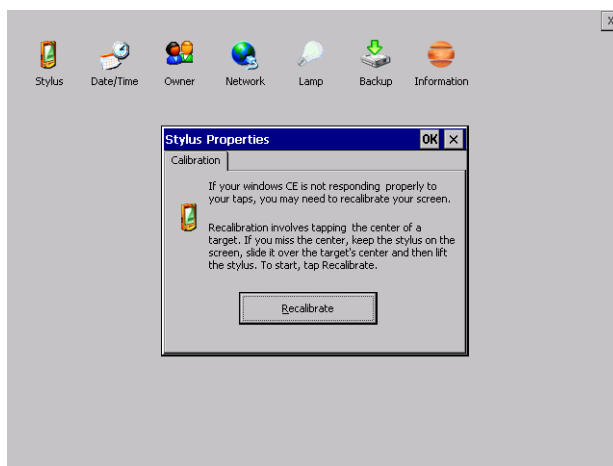 X
Stylus
Date/Time
Owner
Network
Lamp
Backup
Information
Stylus Properties
OK
×
Calibration
If your windows CE is not responding properly to
your taps, you may need to recalibrate your screen.
Recalibration involves tapping the center of a
target. If you miss the center, keep the stylus on the
screen, slide it over the target's center and then lift
the stylus. To start, tap Recalibrate.
Recalibrate